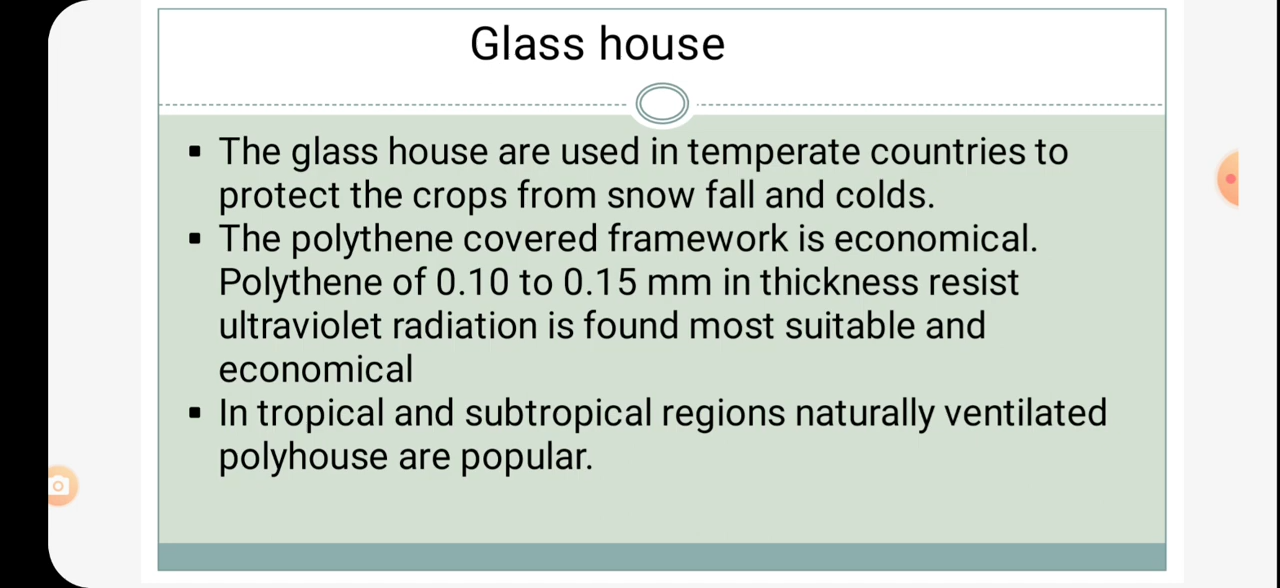 Glass house
▪ The glass house are used in temperate countries to
protect the crops from snow fall and colds.
▪ The polythene covered framework is economical.
Polythene of 0.10 to 0.15 mm in thickness resist
ultraviolet radiation is found most suitable and
economical
▪ In tropical and subtropical regions naturally ventilated
polyhouse are popular.